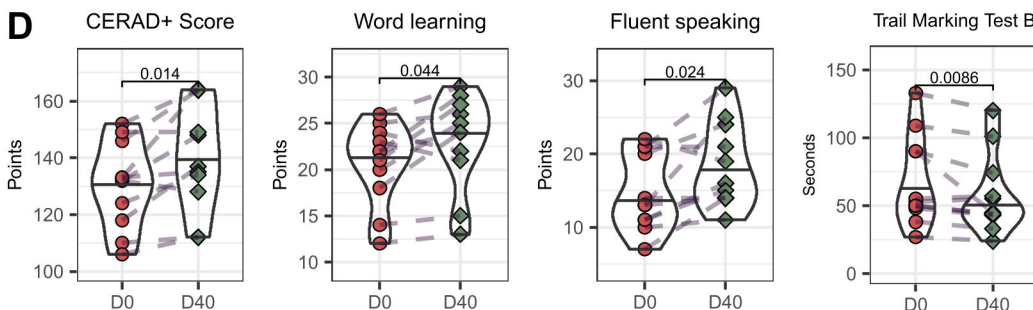 D
CERAD+ Score
Word learning
Fluent speaking
Trail Marking Test B
Points
160
140
120
100
0.014
D0
D40
Points
30
25
20
15
10
0.044
D0
D40
Points
30
20
10
0.024
D0
D40
Seconds
150
100
50
0
0.0086
D0
D40